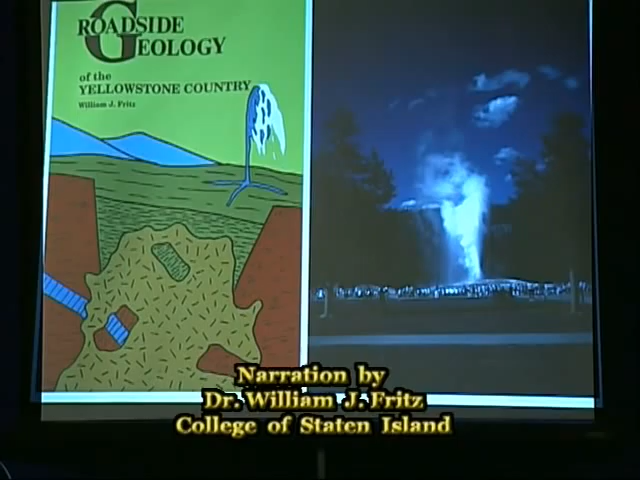 ROADSIDE
GEOLOGY
of the
YELLOWSTONE COUNTRY
William J. Fritz
Narration by
Dr. William J. Fritz
College of Staten Island